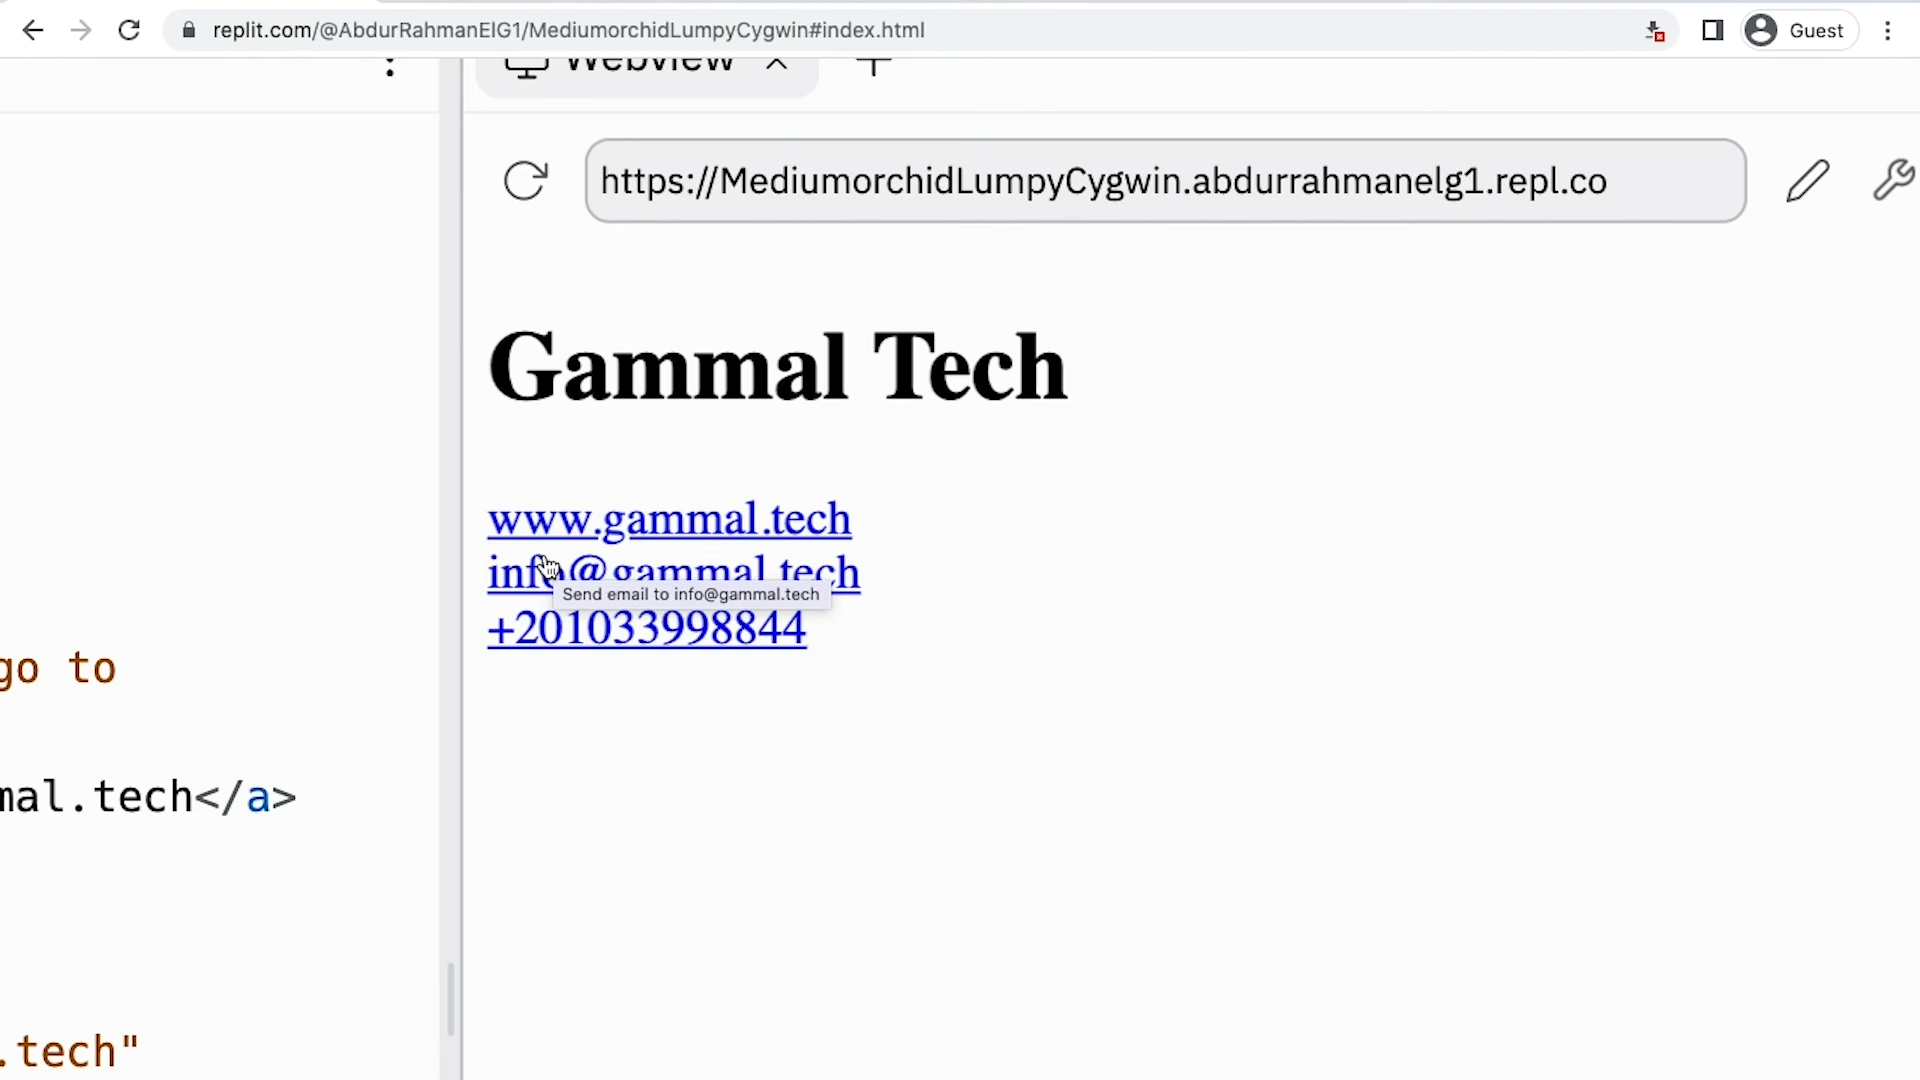 replit.com/@AbdurRahmanElG1/MediumorchidLumpyCygwin#index.html
Guest
Webview
https://MediumorchidLumpyCygwin.abdurrahmanelg1.repl.co
Gammal Tech
www.gammal.tech
info@gammal.tech
Send email to info@gammal.tech
+201033998844
go to
mal.tech</a>
.tech"